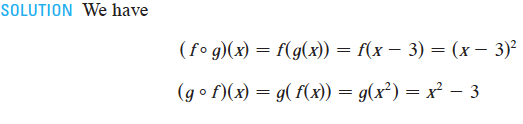 SOLUTION We have
(f∘g)(x) = f(g(x)) = f(x − 3) = (x − 3)²
(g ∘ f)(x) = g(f(x)) = g(x²) = x² − 3